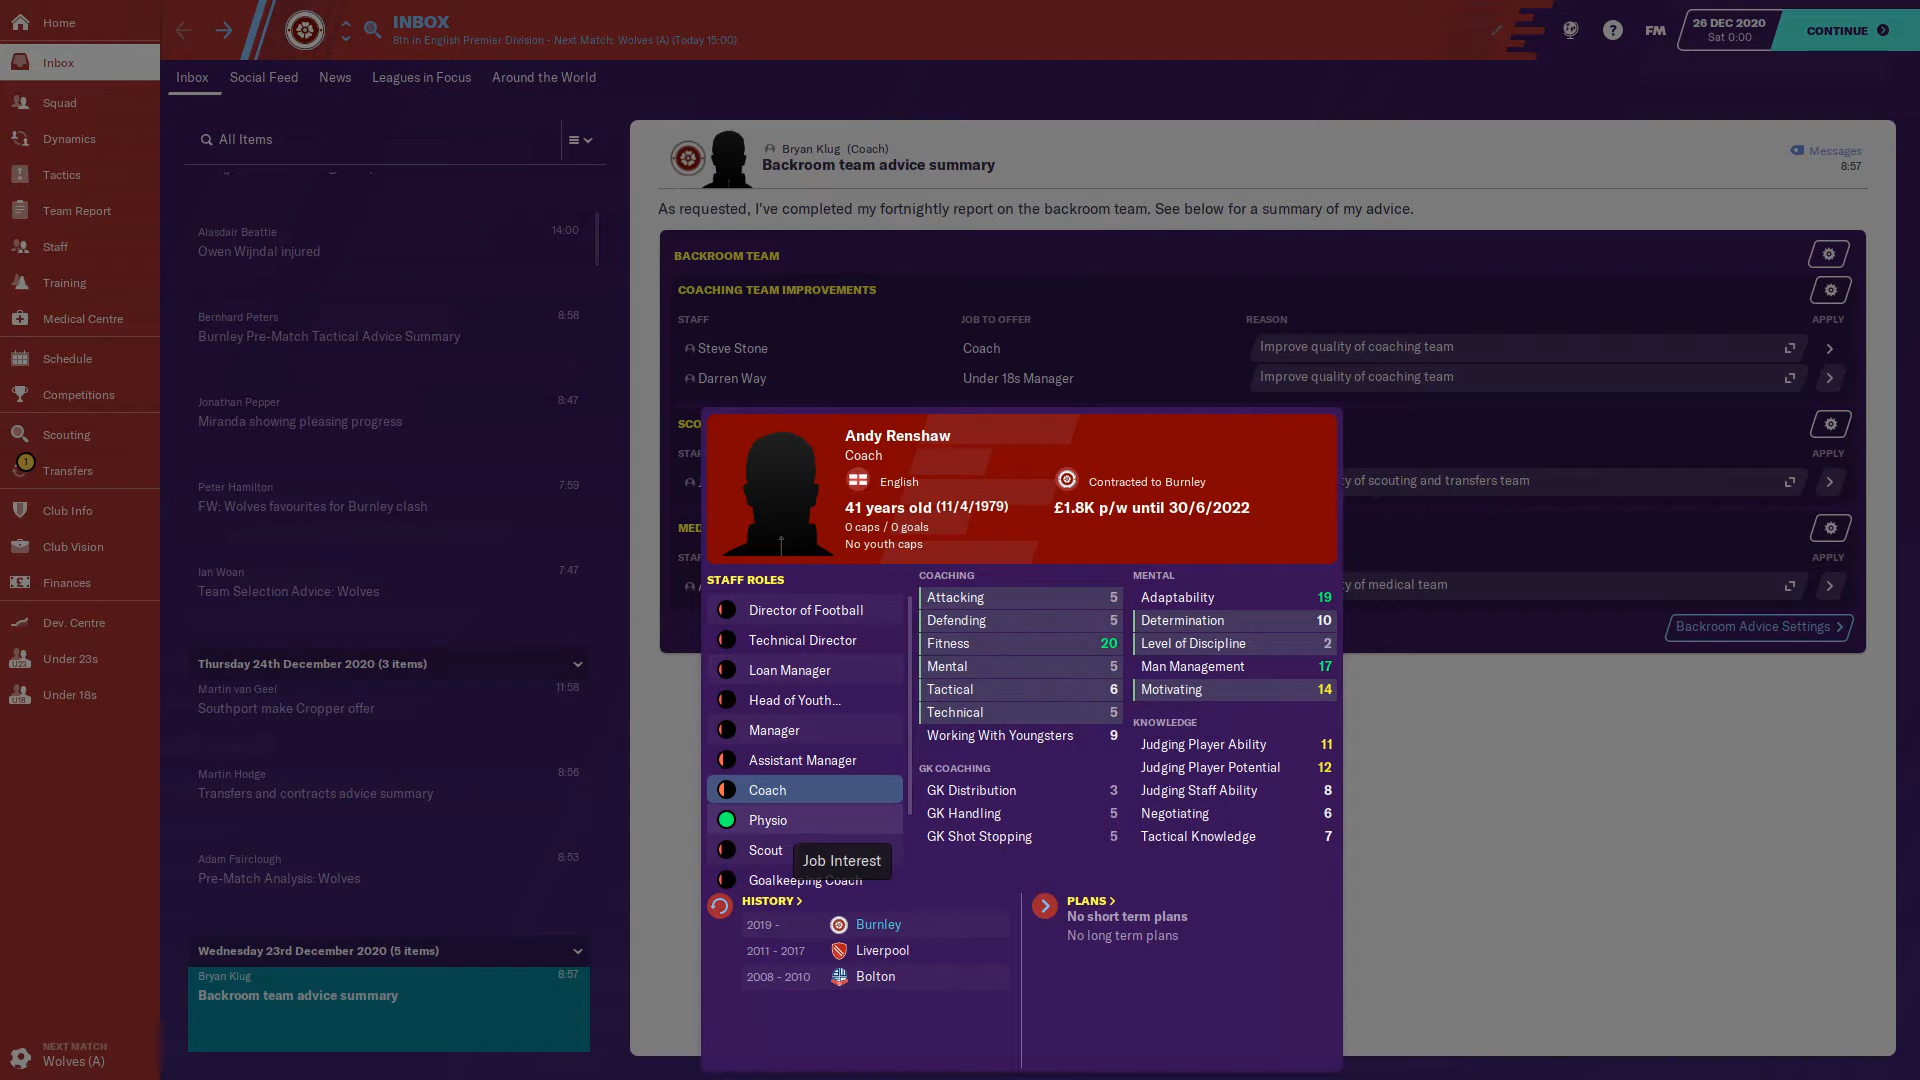 Home
Inbox
Squad
Dynamics
Tactics
Team Report
Staff
Training
Medical Centre
Schedule
Competitions
Scouting
1
Transfers
Club Info
Club Vision
Finances
Dev. Centre
U23
Under 23s
U18
Under 18s
NEXT MATCH
Wolves (A)
INBOX
8th in English Premier Division - Next Match: Wolves (A) (Today 15:00)
?
FM
26 DEC 2020
Sat 0:00
CONTINUE
Inbox Social Feed News Leagues in Focus Around the World
All Items
Alasdair Beattie 14:00
Owen Wijndal injured
Bernhard Peters 8:58
Burnley Pre-Match Tactical Advice Summary
Jonathan Pepper 8:47
Miranda showing pleasing progress
Peter Hamilton 7:59
FW: Wolves favourites for Burnley clash
Ian Woan 7:47
Team Selection Advice: Wolves
Thursday 24th December 2020 (3 items)
Martin van Geel 11:58
Southport make Cropper offer
Martin Hodge 8:56
Transfers and contracts advice summary
Adam Fairclough 8:53
Pre-Match Analysis: Wolves
Wednesday 23rd December 2020 (5 items)
Bryan Klug 8:57
Backroom team advice summary
Bryan Klug (Coach)
Backroom team advice summary
Messages
8:57
As requested, I've completed my fortnightly report on the backroom team. See below for a summary of my advice.
BACKROOM TEAM
COACHING TEAM IMPROVEMENTS
STAFF JOB TO OFFER REASON APPLY
Steve Stone Coach Improve quality of coaching team
Darren Way Under 18s Manager Improve quality of coaching team
SCO
STAF APPLY
J y of scouting and transfers team
MED
STAF APPLY
y of medical team
Backroom Advice Settings
Andy Renshaw
Coach
English
Contracted to Burnley
41 years old (11/4/1979)
£1.8K p/w until 30/6/2022
0 caps / 0 goals
No youth caps
STAFF ROLES
Director of Football
Technical Director
Loan Manager
Head of Youth...
Manager
Assistant Manager
Coach
Physio
Scout
Job Interest
Goalkeeping Coach
COACHING
Attacking 5
Defending 5
Fitness 20
Mental 5
Tactical 6
Technical 5
Working With Youngsters 9
GK COACHING
GK Distribution 3
GK Handling 5
GK Shot Stopping 5
MENTAL
Adaptability 19
Determination 10
Level of Discipline 2
Man Management 17
Motivating 14
KNOWLEDGE
Judging Player Ability 11
Judging Player Potential 12
Judging Staff Ability 8
Negotiating 6
Tactical Knowledge 7
HISTORY
2019 - Burnley
2011 - 2017 Liverpool
2008 - 2010 Bolton
PLANS
No short term plans
No long term plans